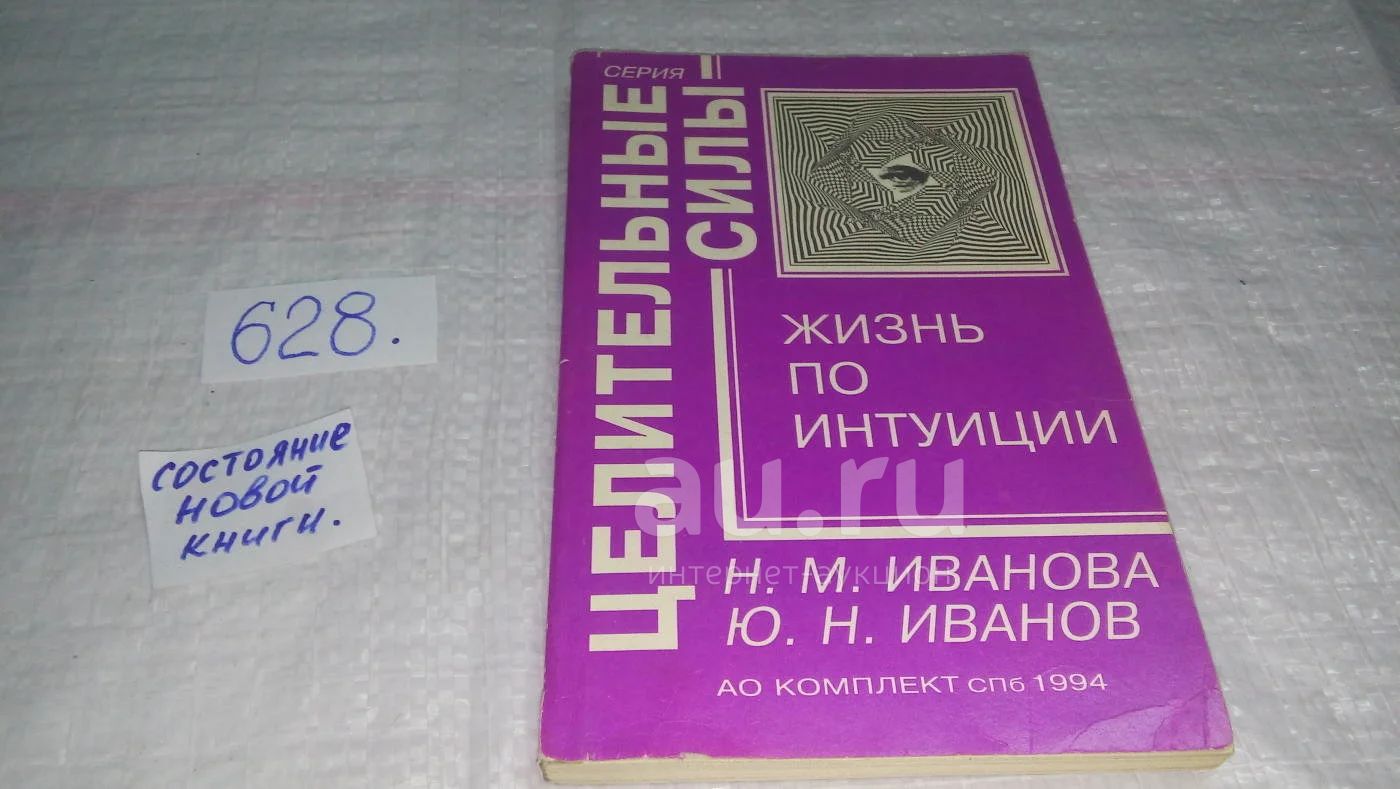 628.
состояние
новой
книги.
СЕРИЯ
ЦЕЛИТЕЛЬНЫЕ
СИЛЫ
ЖИЗНЬ
ПО
ИНТУИЦИИ
au.ru
интернет-аукцион
Н. М. ИВАНОВА
Ю. Н. ИВАНОВ
АО КОМПЛЕКТ СПб 1994